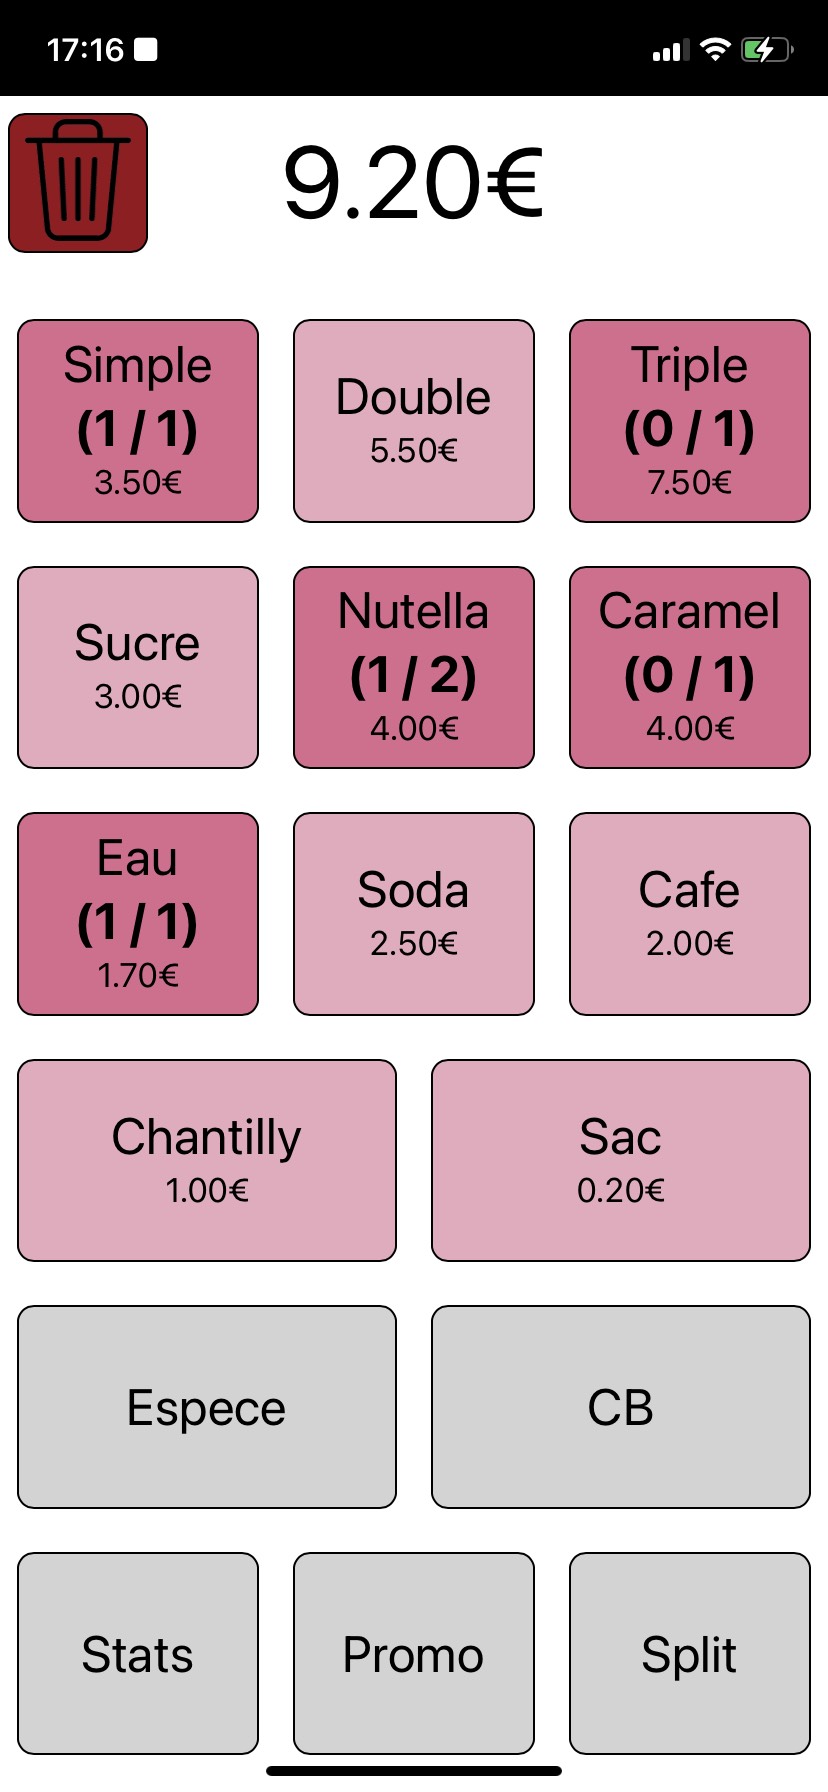 17:16
9.20€
Simple
(1 / 1)
3.50€
Double
5.50€
Triple
(0 / 1)
7.50€
Sucre
3.00€
Nutella
(1 / 2)
4.00€
Caramel
(0 / 1)
4.00€
Eau
(1 / 1)
1.70€
Soda
2.50€
Cafe
2.00€
Chantilly
1.00€
Sac
0.20€
Espece
CB
Stats
Promo
Split